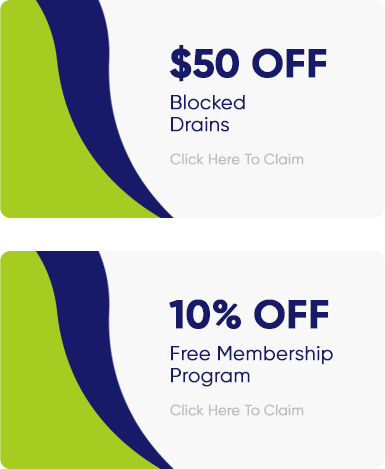 $50 OFF
Blocked
Drains
Click Here To Claim
10% OFF
Free Membership
Program
Click Here To Claim